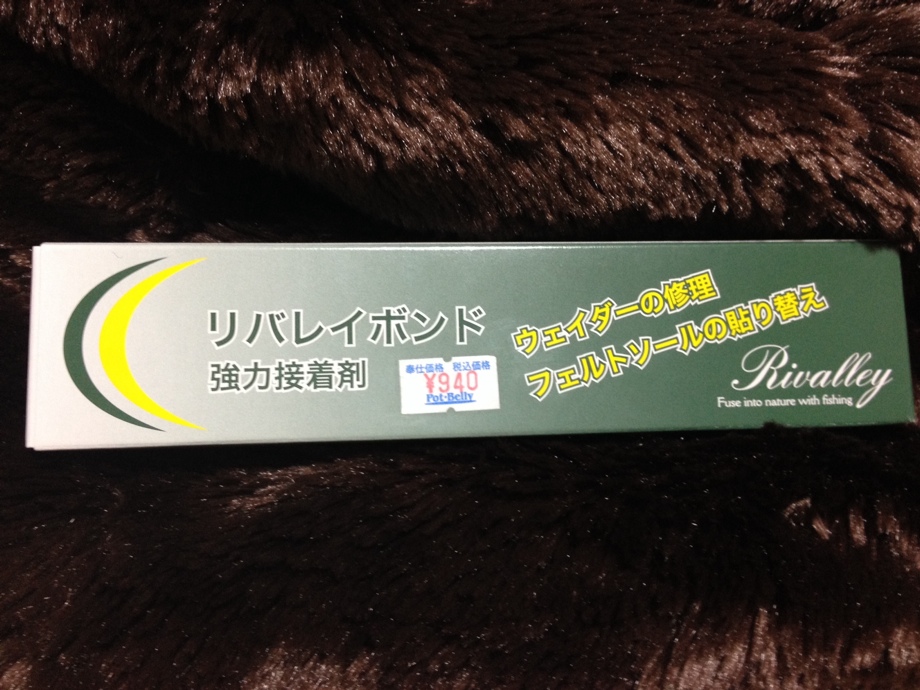 リバレイボンド
強力接着剤
奉仕価格 税込価格
¥940
Pot-Belly
ウェイダーの修理
フェルトソールの貼り替え
Rivalley
Fuse into nature with fishing